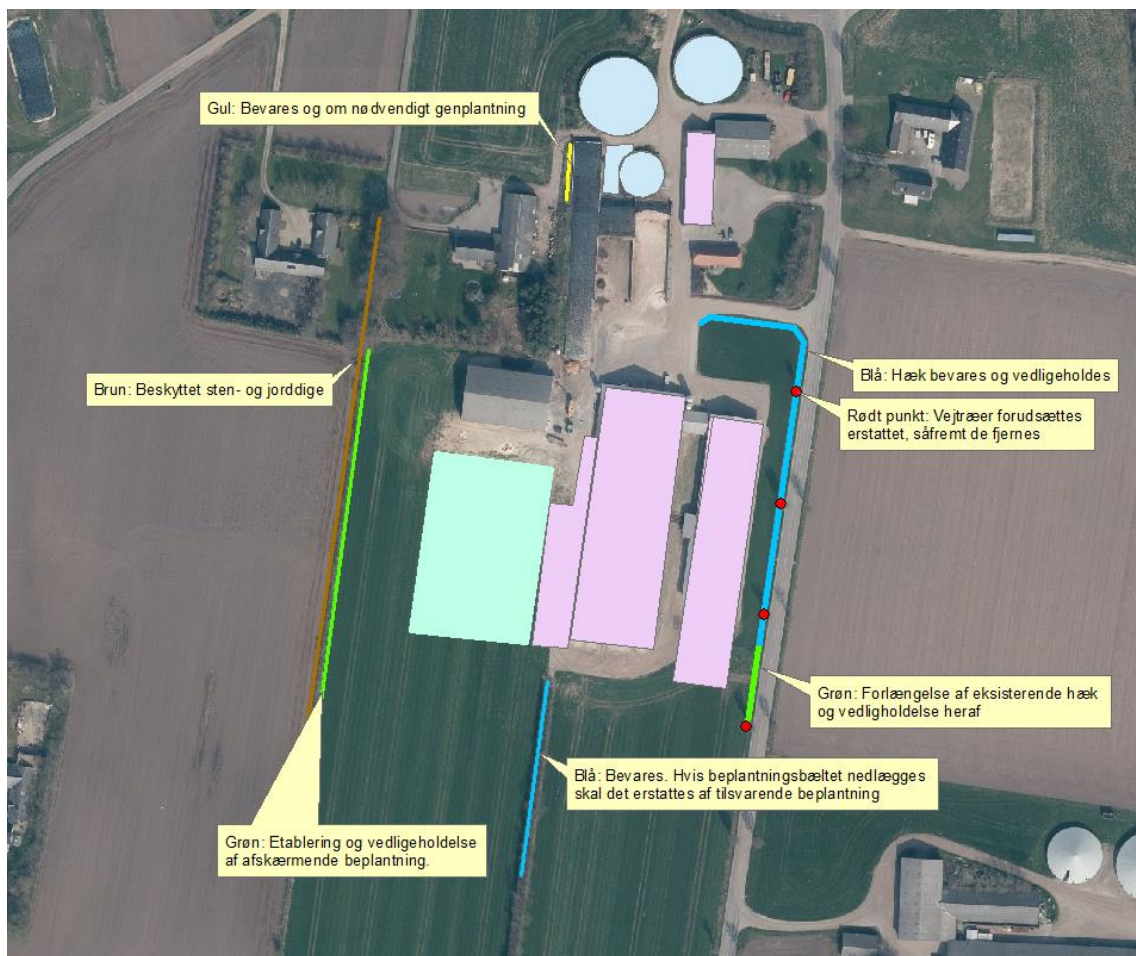 Gul: Bevares og om nødvendigt genplantning
Brun: Beskyttet sten- og jorddige
Blå: Hæk bevares og vedligeholdes
Rødt punkt: Vejtræer forudsættes
erstattet, såfremt de fjernes
Grøn: Forlængelse af eksisterende hæk
og vedligholdelse heraf
Blå: Bevares. Hvis beplantningsbæltet nedlægges
skal det erstattes af tilsvarende beplantning
Grøn: Etablering og vedligeholdelse
af afskærmende beplantning.